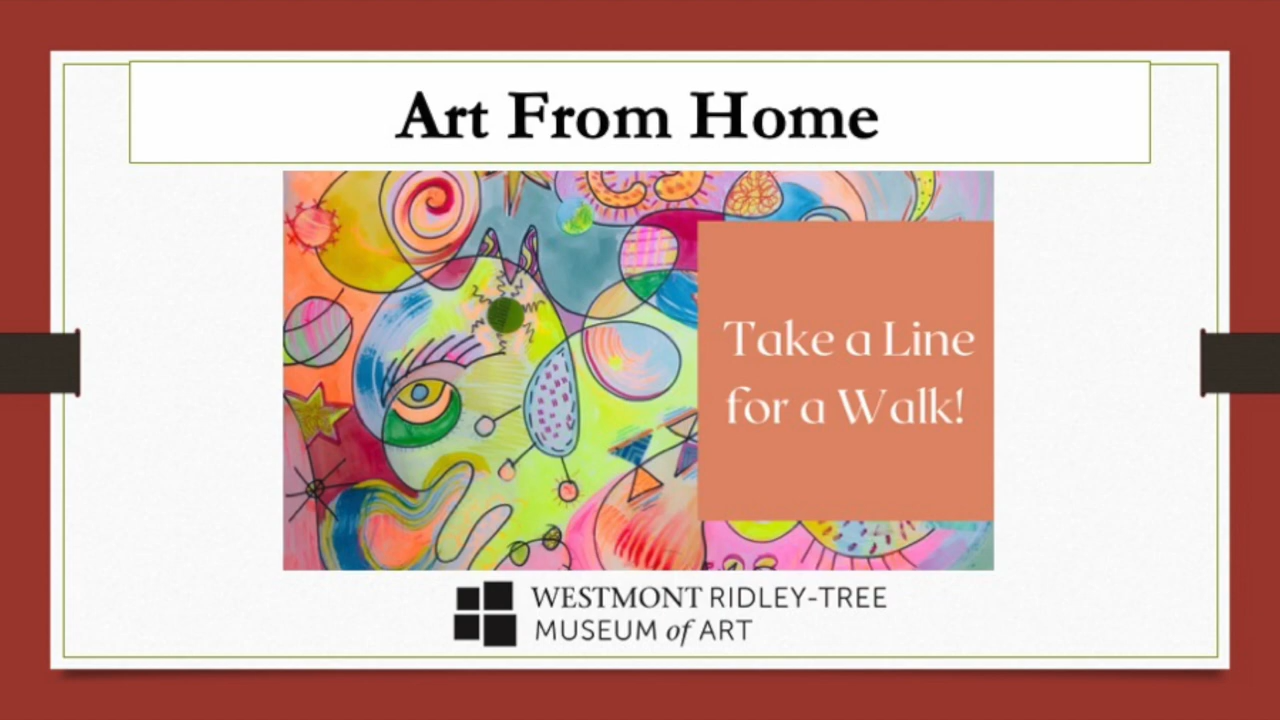 Art From Home
Take a Line
for a Walk!
WESTMONT RIDLEY-TREE
MUSEUM of ART